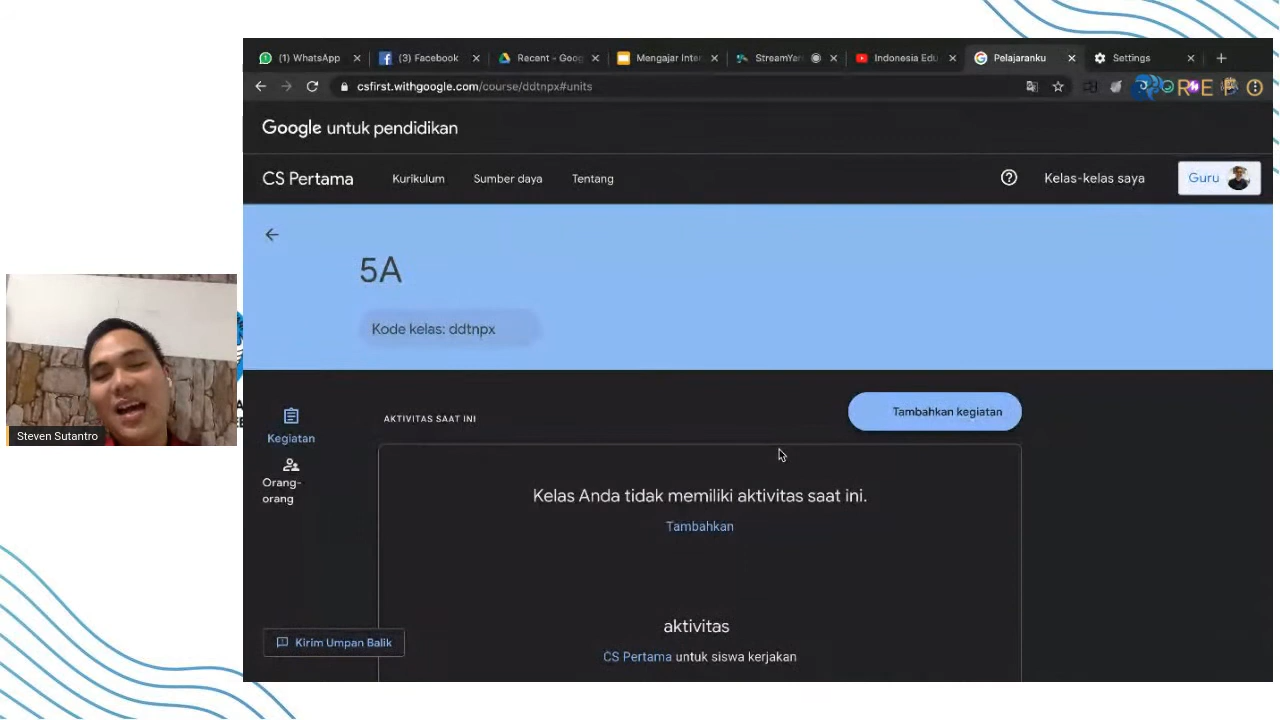 (1) WhatsApp
(3) Facebook
Recent - Goog
Mengajar Inter
StreamYar
Indonesia Edu
Pelajaranku
Settings
csfirst.withgoogle.com/course/ddtnpx#units
Google untuk pendidikan
CS Pertama
Kurikulum
Sumber daya
Tentang
Kelas-kelas saya
Guru
5A
Kode kelas: ddtnpx
Steven Sutantro
Kegiatan
Orang-
orang
AKTIVITAS SAAT INI
Tambahkan kegiatan
Kelas Anda tidak memiliki aktivitas saat ini.
Tambahkan
aktivitas
CS Pertama untuk siswa kerjakan
Kirim Umpan Balik